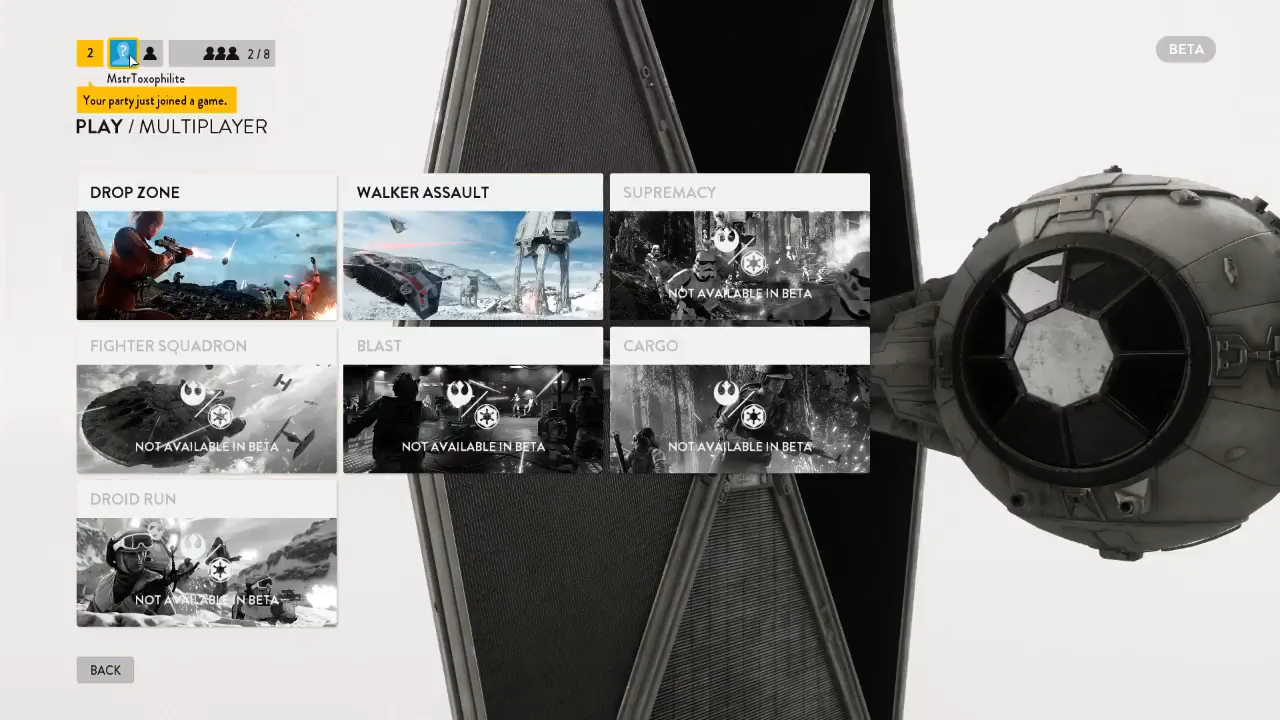 2
?
2/8
BETA
MstrToxophilite
Your party just joined a game.
PLAY / MULTIPLAYER
DROP ZONE
WALKER ASSAULT
SUPREMACY
NOT AVAILABLE IN BETA
FIGHTER SQUADRON
BLAST
CARGO
NOT AVAILABLE IN BETA
NOT AVAILABLE IN BETA
NOT AVAILABLE IN BETA
DROID RUN
NOT AVAILABLE IN BETA
BACK